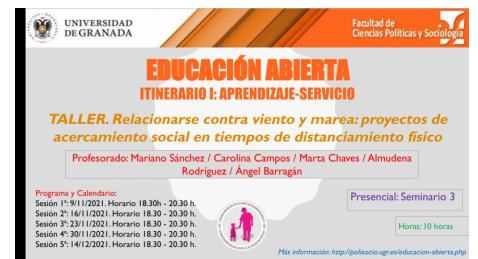 UNIVERSIDAD
DE GRANADA
Facultad de
Ciencias Políticas y Sociología
EDUCACIÓN ABIERTA
ITINERARIO I: APRENDIZAJE-SERVICIO
TALLER. Relacionarse contra viento y marea: proyectos de
acercamiento social en tiempos de distanciamiento físico
Profesorado: Mariano Sánchez / Carolina Campos / Marta Chaves / Almudena
Rodríguez / Ángel Barragán
Programa y Calendario:
Sesión 1ª: 9/11/2021. Horario 18.30h - 20.30 h.
Sesión 2ª: 16/11/2021. Horario 18.30 - 20.30 h.
Sesión 3ª: 23/11/2021. Horario 18.30 - 20.30 h.
Sesión 4ª: 30/11/2021. Horario 18.30 - 20.30 h.
Sesión 5ª: 14/12/2021. Horario 18.30 - 20.30 h.
Presencial: Seminario 3
Horas: 10 horas
Más información: http://polisocio.ugr.es/educacion-abierta.php